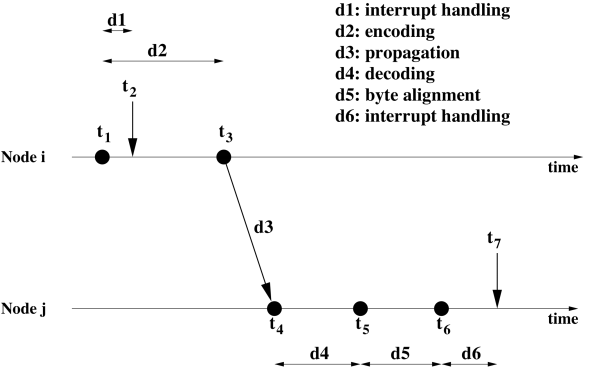 d1: interrupt handling
d2: encoding
d3: propagation
d4: decoding
d5: byte alignment
d6: interrupt handling
d1
d2
t2
t1
t3
Node i
time
d3
t7
Node j
time
t4
t5
t6
d4
d5
d6